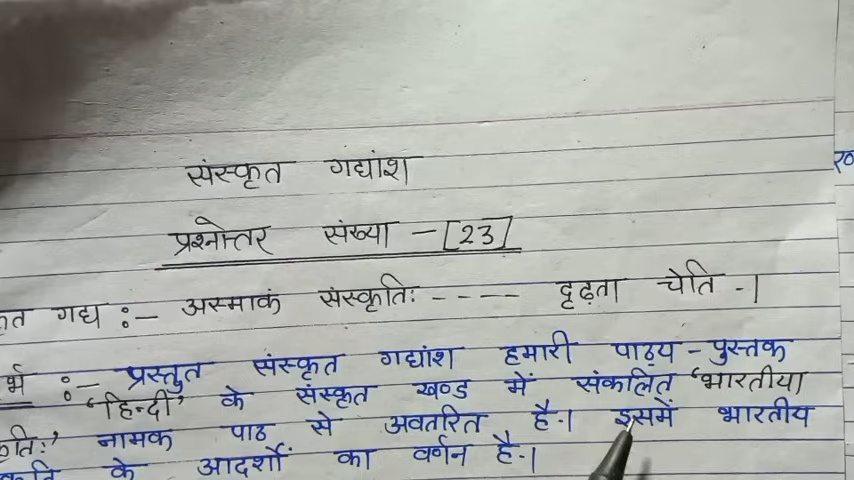 संस्कृत गद्यांश
प्रश्नोत्तर संख्या - [23]
गद्य :- अस्माकं संस्कृतिः ---- दृढ़ता चेति -।
:- प्रस्तुत संस्कृत गद्यांश हमारी पाठ्य - पुस्तक
"हिन्दी" के संस्कृत खण्ड में संकलित 'भारतीया
नामक पाठ से अवतरित है। इसमें भारतीय
के आदर्शों का वर्णन है।